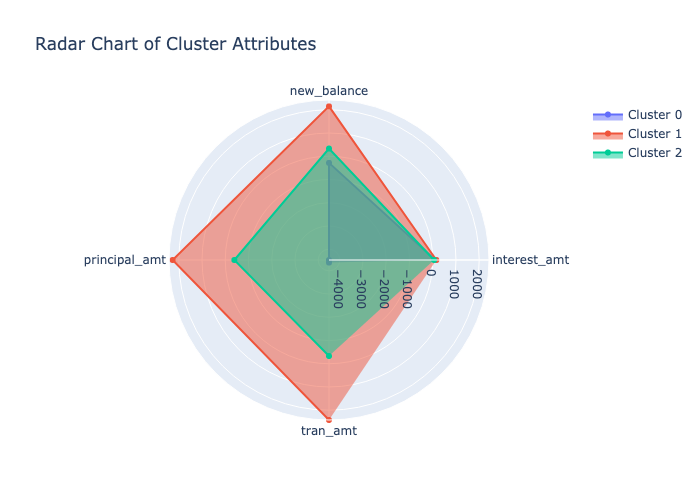 Radar Chart of Cluster Attributes
new_balance
Cluster 0
Cluster 1
Cluster 2
principal_amt
interest_amt
−4000
−3000
−2000
−1000
0
1000
2000
tran_amt